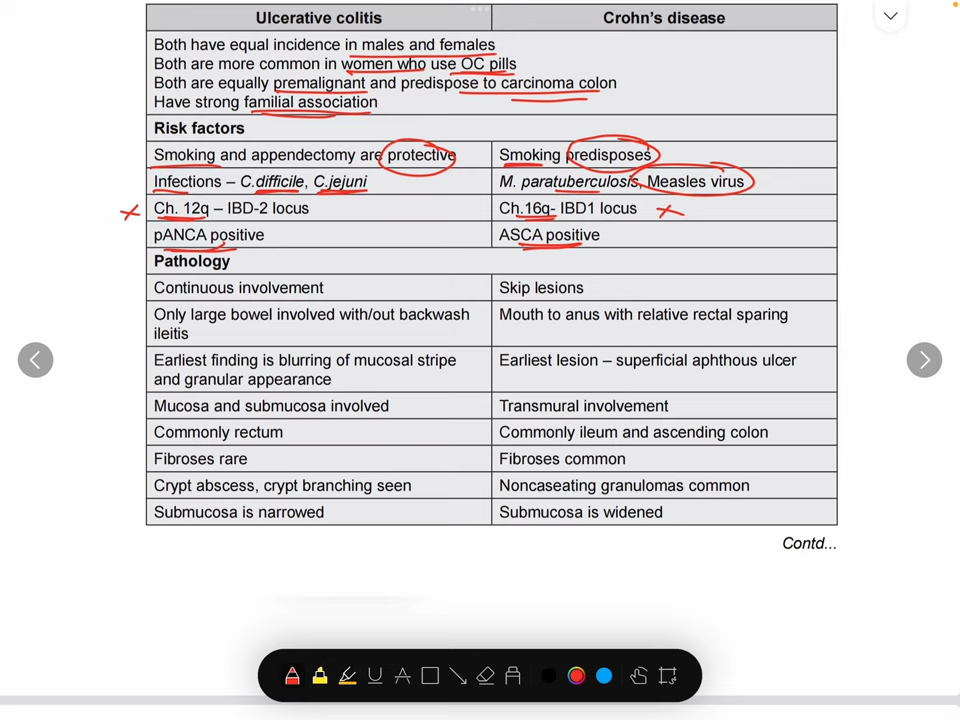 Ulcerative colitis
Crohn's disease
Both have equal incidence in males and females
Both are more common in women who use OC pills
Both are equally premalignant and predispose to carcinoma colon
Have strong familial association
Risk factors
Smoking and appendectomy are protective
Smoking predisposes
Infections – C.difficile, C.jejuni
M. paratuberculosis, Measles virus
Ch. 12q – IBD-2 locus
Ch.16q- IBD1 locus
pANCA positive
ASCA positive
Pathology
Continuous involvement
Skip lesions
Only large bowel involved with/out backwash
ileitis
Mouth to anus with relative rectal sparing
Earliest finding is blurring of mucosal stripe
and granular appearance
Earliest lesion – superficial aphthous ulcer
Mucosa and submucosa involved
Transmural involvement
Commonly rectum
Commonly ileum and ascending colon
Fibroses rare
Fibroses common
Crypt abscess, crypt branching seen
Noncaseating granulomas common
Submucosa is narrowed
Submucosa is widened
Contd...